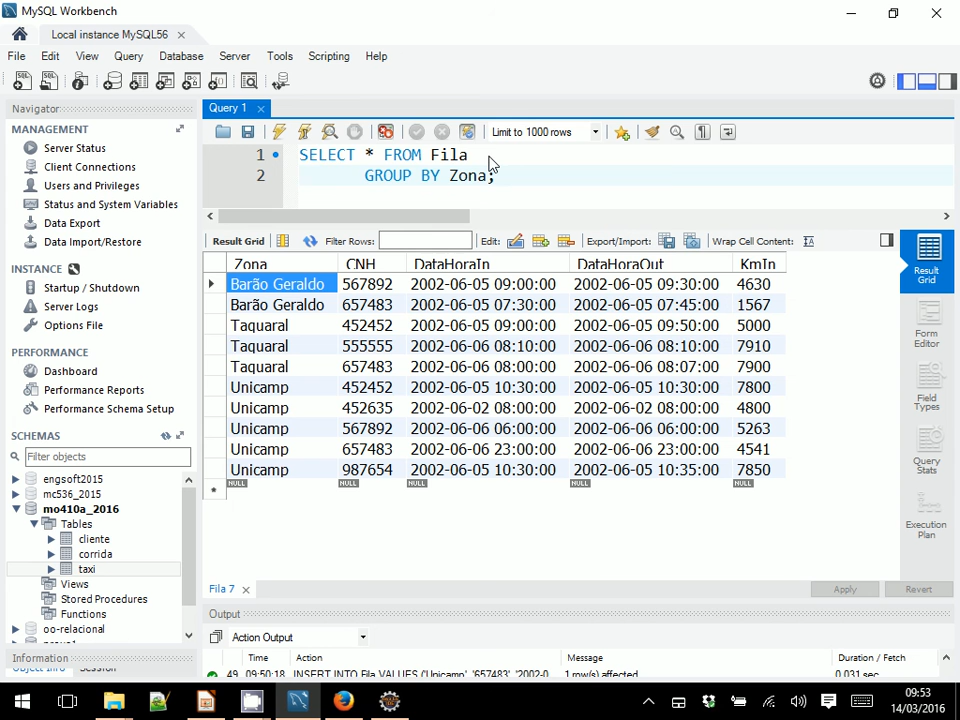 MySQL Workbench
Local instance MySQL56
File Edit View Query Database Server Tools Scripting Help
Navigator
MANAGEMENT
Server Status
Client Connections
Users and Privileges
Status and System Variables
Data Export
Data Import/Restore
INSTANCE
Startup / Shutdown
Server Logs
Options File
PERFORMANCE
Dashboard
Performance Reports
Performance Schema Setup
SCHEMAS
Filter objects
engsoft2015
mc536_2015
mo410a_2016
Tables
cliente
corrida
taxi
Views
Stored Procedures
Functions
oo-relacional
Information
Object Info Session
Query 1
Limit to 1000 rows
1 SELECT * FROM Fila
2 GROUP BY Zona;
Result Grid Filter Rows: Edit: Export/Import: Wrap Cell Content:
Zona CNH DataHoraIn DataHoraOut KmIn
Barão Geraldo 567892 2002-06-05 09:00:00 2002-06-05 09:30:00 4630
Barão Geraldo 657483 2002-06-05 07:30:00 2002-06-05 07:45:00 1567
Taquaral 452452 2002-06-05 09:00:00 2002-06-05 09:50:00 5000
Taquaral 555555 2002-06-06 08:10:00 2002-06-06 08:10:00 7910
Taquaral 657483 2002-06-06 08:00:00 2002-06-06 08:07:00 7900
Unicamp 452452 2002-06-05 10:30:00 2002-06-05 10:30:00 7800
Unicamp 452635 2002-06-02 08:00:00 2002-06-02 08:00:00 4800
Unicamp 567892 2002-06-06 06:00:00 2002-06-06 06:00:00 5263
Unicamp 657483 2002-06-06 23:00:00 2002-06-06 23:00:00 4541
Unicamp 987654 2002-06-05 10:30:00 2002-06-05 10:35:00 7850
NULL NULL NULL NULL NULL
Result
Grid
Form
Editor
Field
Types
Query
Stats
Execution
Plan
Fila 7
Apply Revert
Output
Action Output
Time Action Message Duration / Fetch
49 09:50:18 INSERT INTO Fila VALUES ('Unicamp' '657483' '2002-0 1 row(s) affected 0.031 sec
09:53
14/03/2016